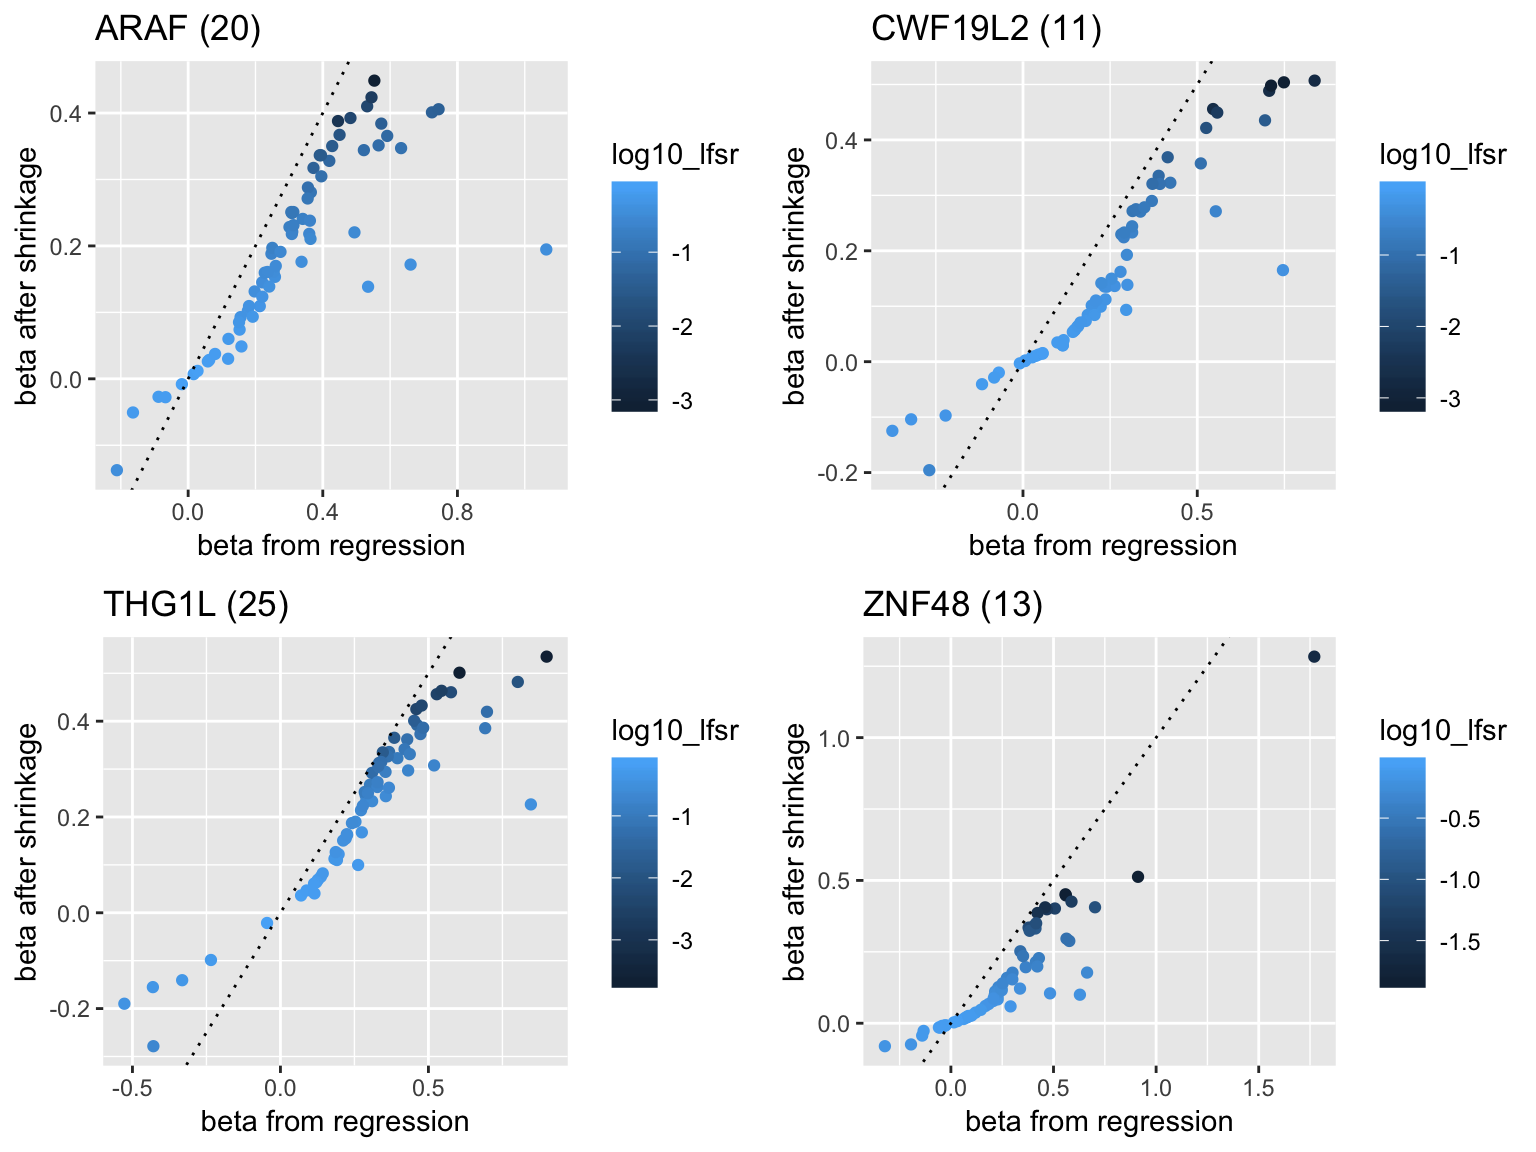 ARAF (20)
beta after shrinkage
0.4
0.2
0.0
0.0
0.4
0.8
beta from regression
log10_lfsr
-1
-2
-3
CWF19L2 (11)
beta after shrinkage
0.4
0.2
0.0
-0.2
0.0
0.5
beta from regression
log10_lfsr
-1
-2
-3
THG1L (25)
beta after shrinkage
0.4
0.2
0.0
-0.2
-0.5
0.0
0.5
beta from regression
log10_lfsr
-1
-2
-3
ZNF48 (13)
beta after shrinkage
1.0
0.5
0.0
0.0
0.5
1.0
1.5
beta from regression
log10_lfsr
-0.5
-1.0
-1.5